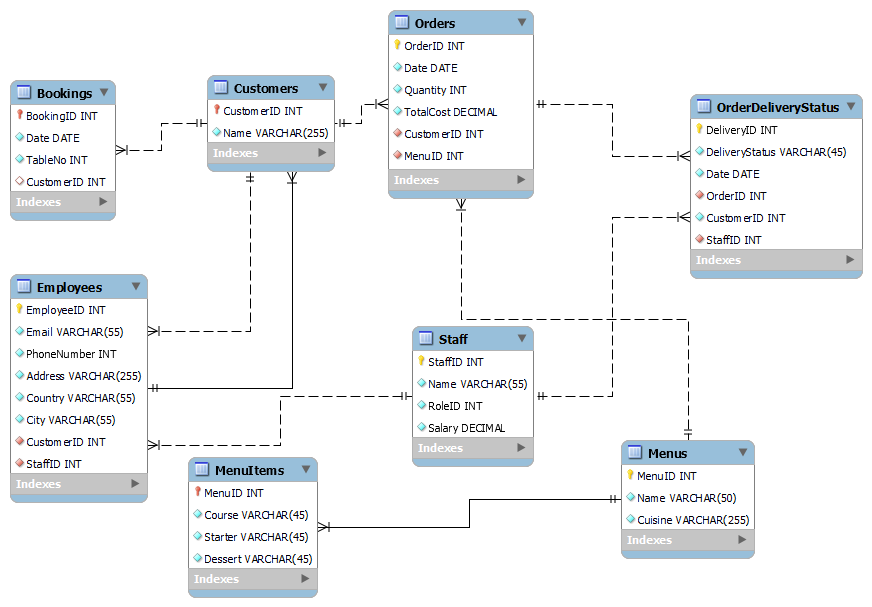 Orders
OrderID INT
Date DATE
Quantity INT
TotalCost DECIMAL
CustomerID INT
MenuID INT
Indexes
Bookings
BookingID INT
Date DATE
TableNo INT
CustomerID INT
Indexes
Customers
CustomerID INT
Name VARCHAR(255)
Indexes
OrderDeliveryStatus
DeliveryID INT
DeliveryStatus VARCHAR(45)
Date DATE
OrderID INT
CustomerID INT
StaffID INT
Indexes
Employees
EmployeeID INT
Email VARCHAR(55)
PhoneNumber INT
Address VARCHAR(255)
Country VARCHAR(55)
City VARCHAR(55)
CustomerID INT
StaffID INT
Indexes
Staff
StaffID INT
Name VARCHAR(55)
RoleID INT
Salary DECIMAL
Indexes
MenuItems
MenuID INT
Course VARCHAR(45)
Starter VARCHAR(45)
Dessert VARCHAR(45)
Indexes
Menus
MenuID INT
Name VARCHAR(50)
Cuisine VARCHAR(255)
Indexes